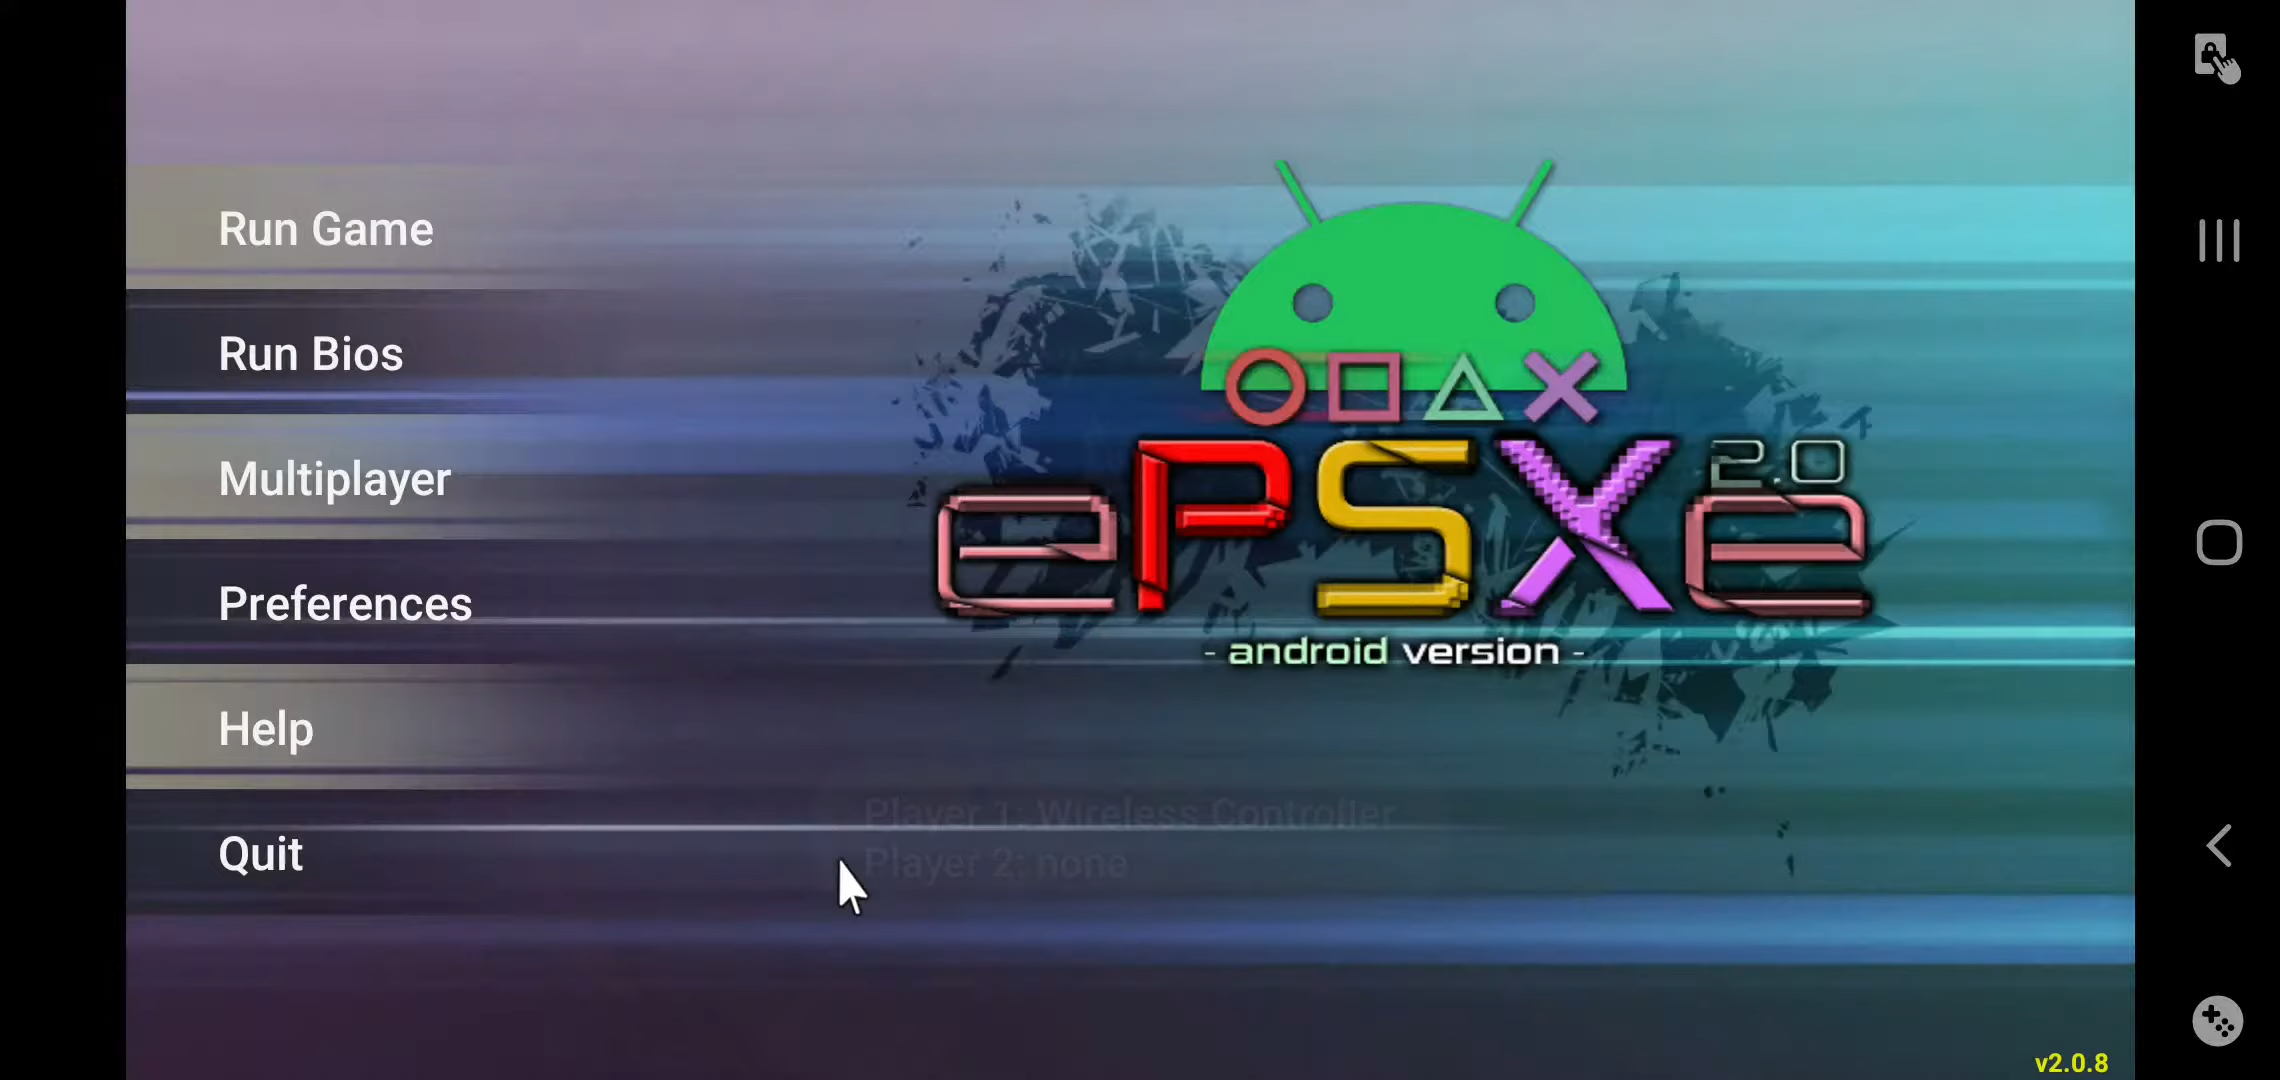 Run Game
Run Bios
Multiplayer
Preferences
Help
Quit
ePSXe 2.0
- android version -
Player 1: Wireless Controller
Player 2: none
v2.0.8